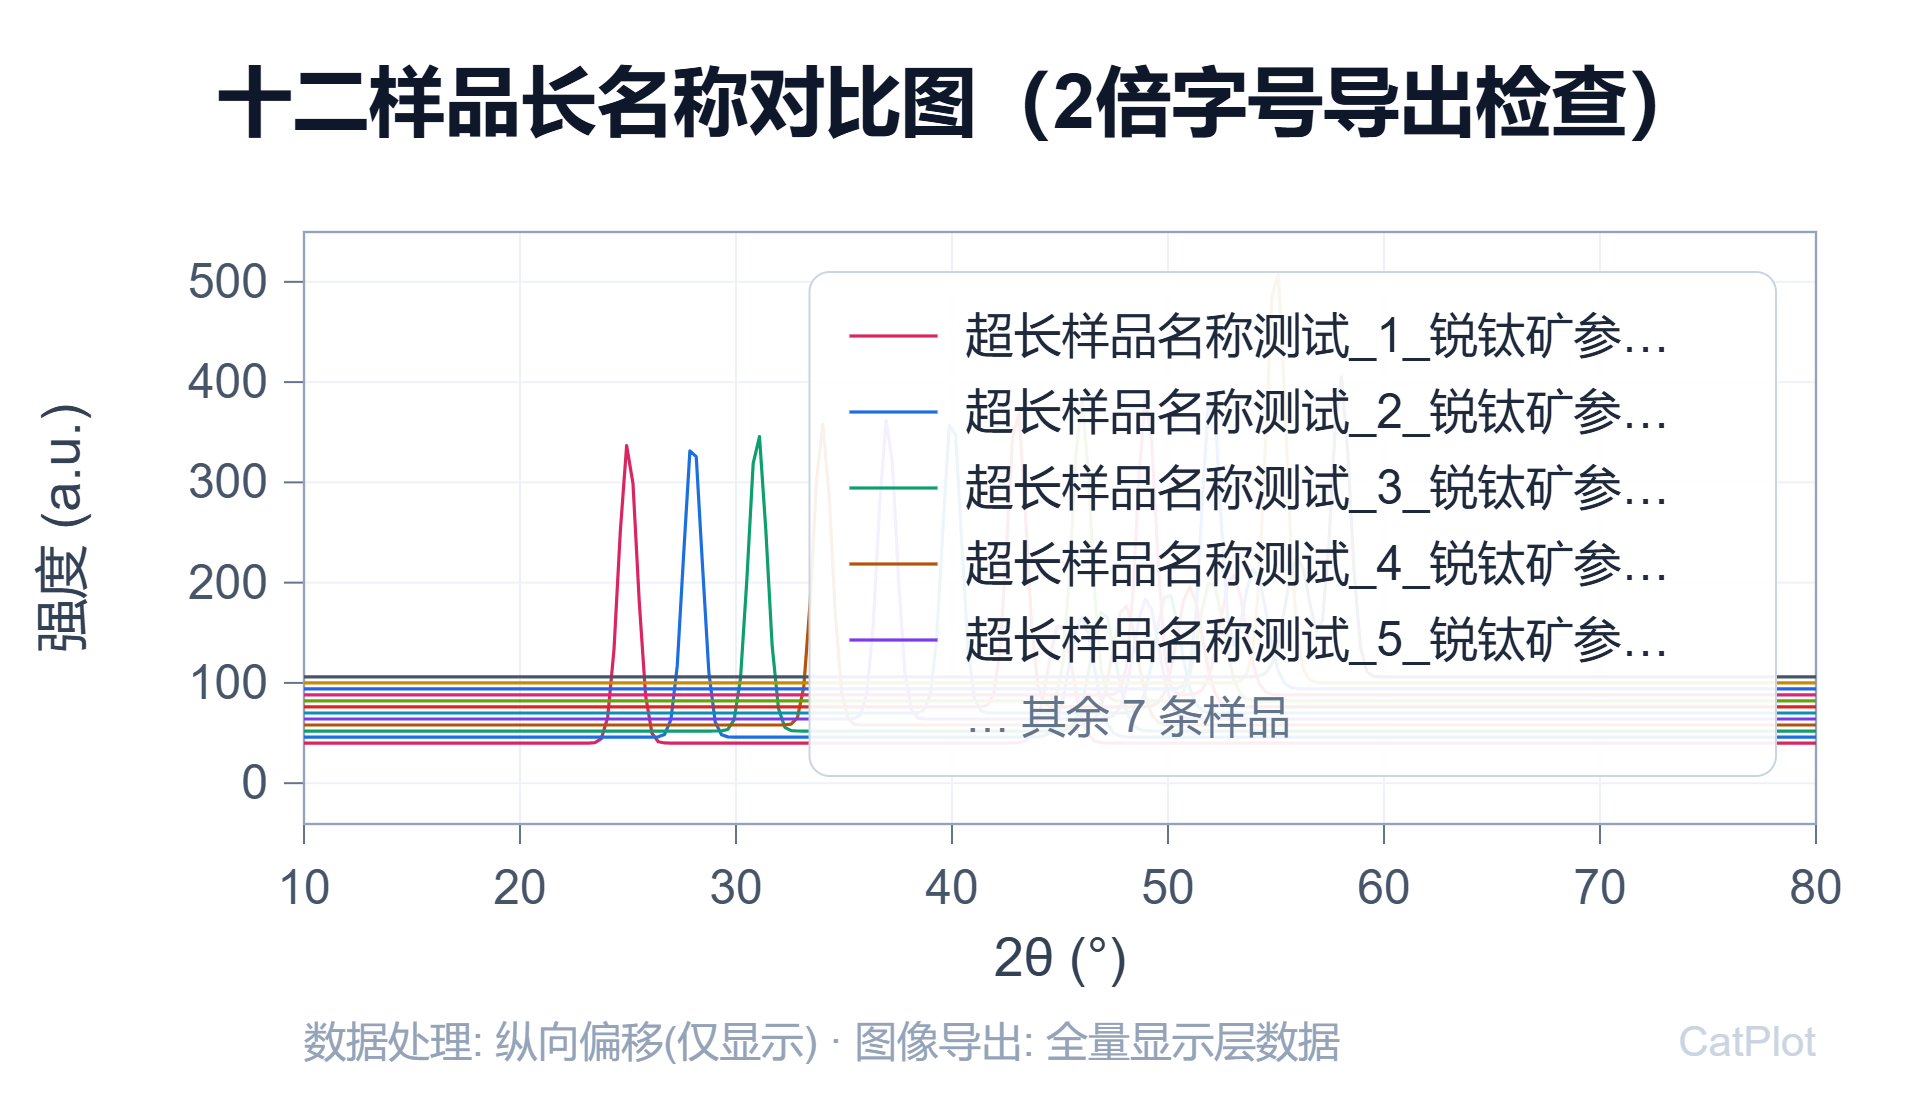 十二样品长名称对比图（2倍字号导出检查）
500
400
300
200
100
0
强度 (a.u.)
超长样品名称测试_1_锐钛矿参…
超长样品名称测试_2_锐钛矿参…
超长样品名称测试_3_锐钛矿参…
超长样品名称测试_4_锐钛矿参…
超长样品名称测试_5_锐钛矿参…
… 其余 7 条样品
10 20 30 40 50 60 70 80
2θ (°)
数据处理: 纵向偏移(仅显示) · 图像导出: 全量显示层数据
CatPlot